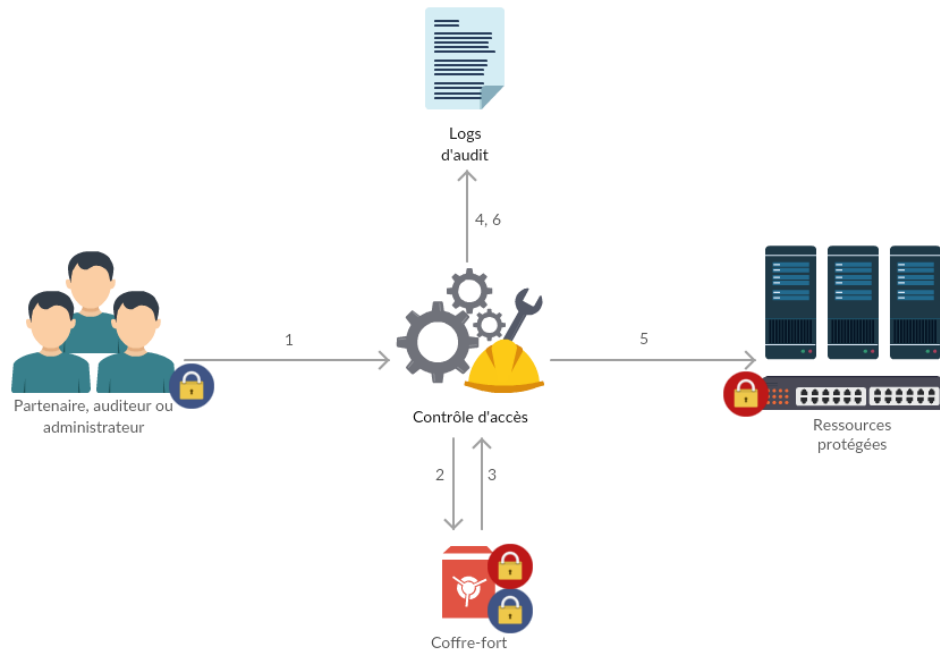 Logs
d'audit
4, 6
1
5
Partenaire, auditeur ou
administrateur
Contrôle d'accès
Ressources
protégées
2
3
Coffre-fort